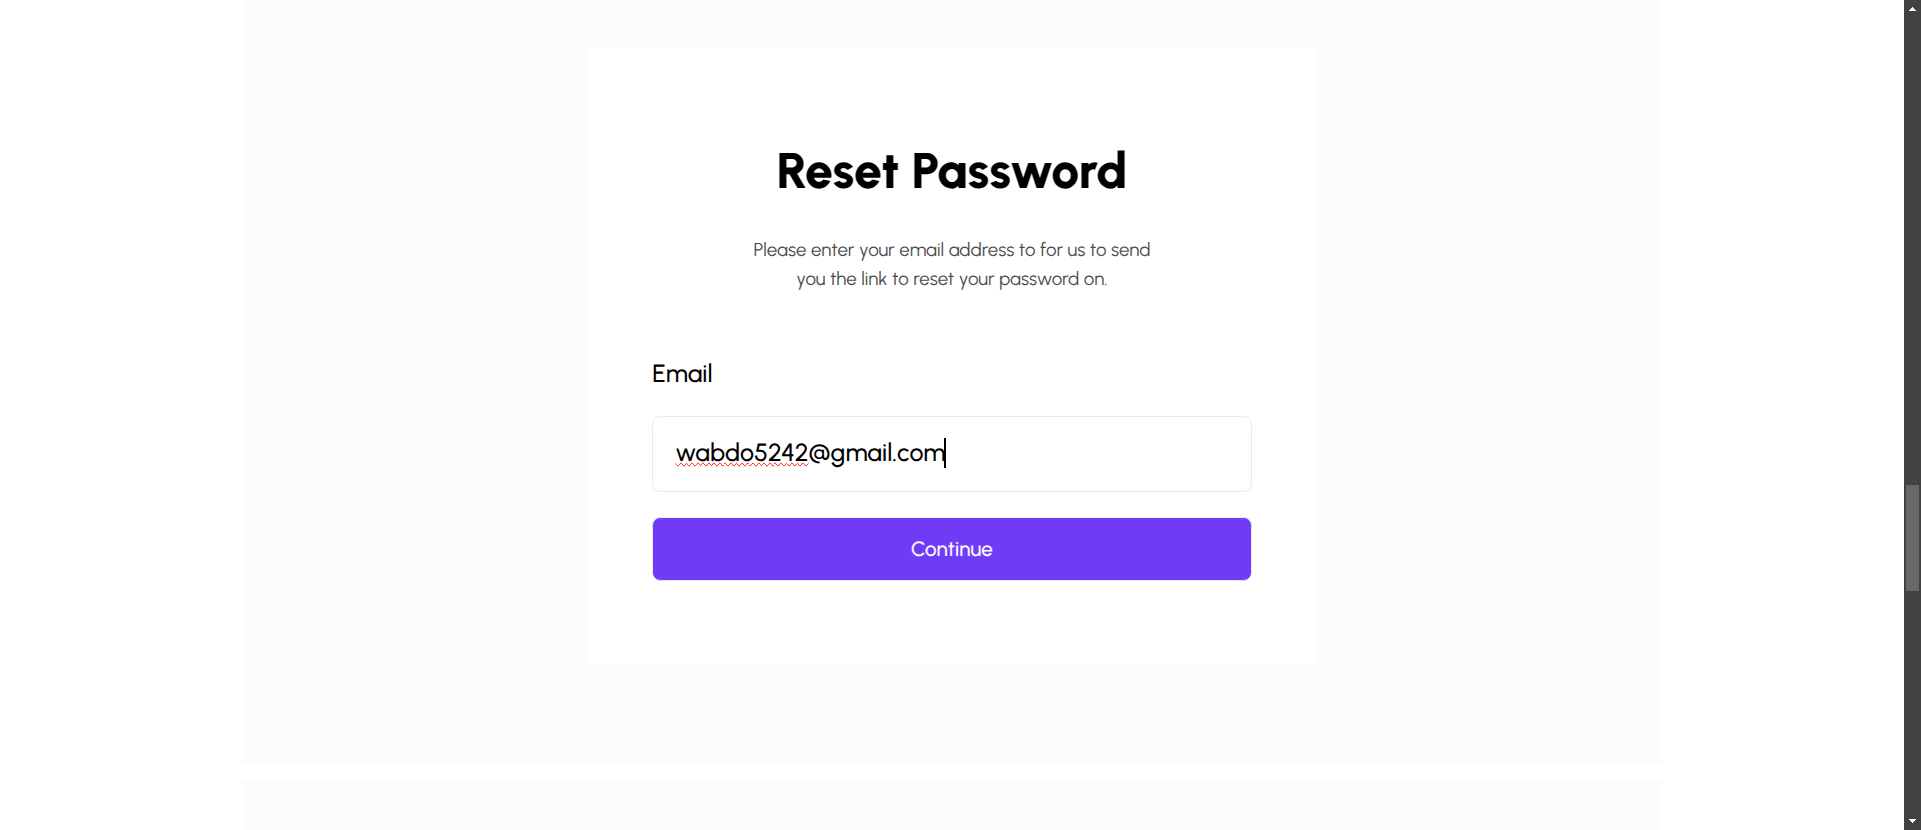 Reset Password
Please enter your email address to for us to send
you the link to reset your password on.
Email
wabdo5242@gmail.com
Continue